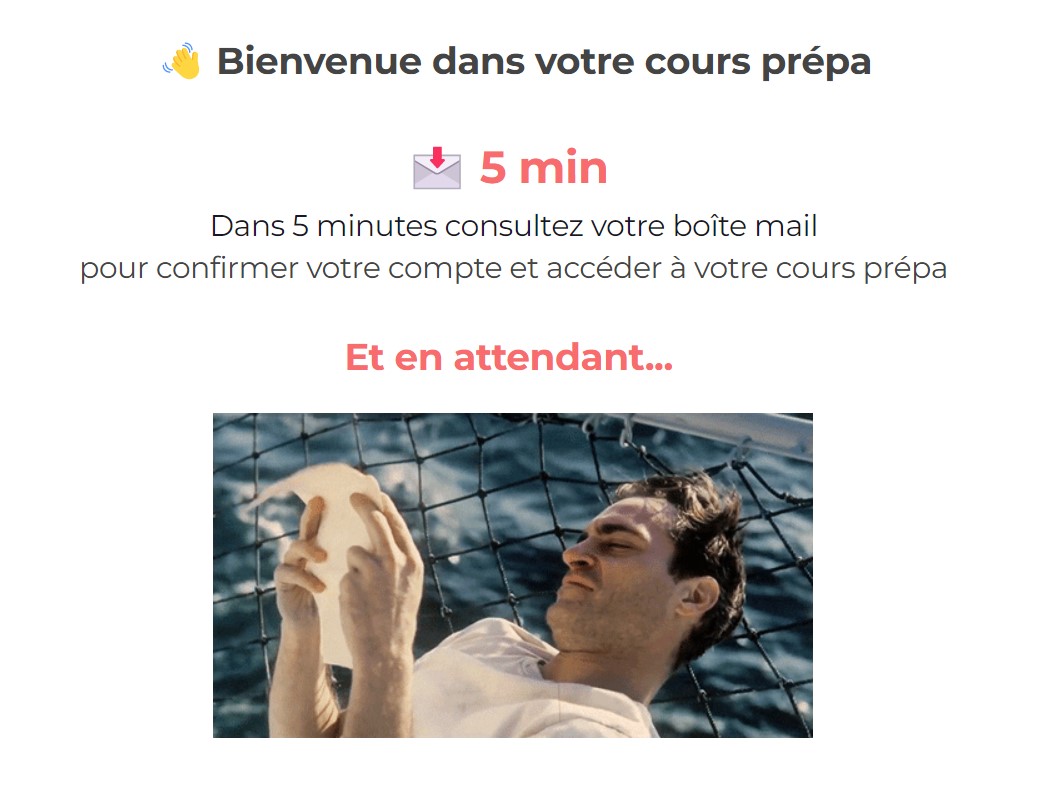 Bienvenue dans votre cours prépa
5 min
Dans 5 minutes consultez votre boîte mail
pour confirmer votre compte et accéder à votre cours prépa
Et en attendant...